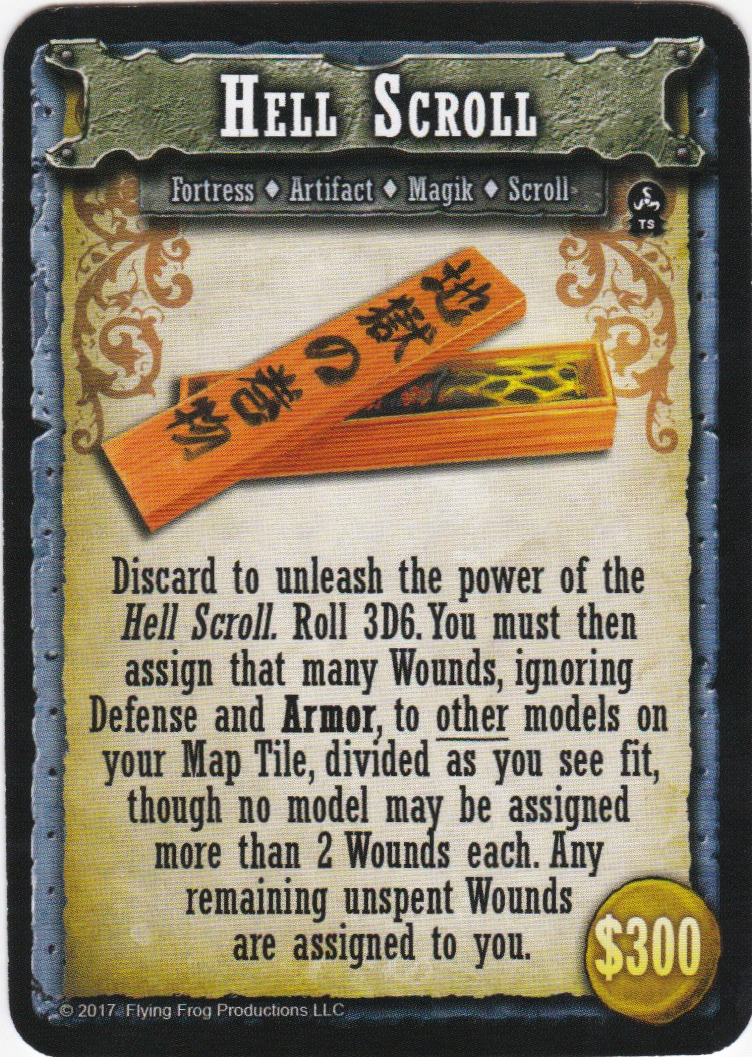 HELL SCROLL
Fortress ♦ Artifact ♦ Magik ♦ Scroll
TS
地獄の巻物
Discard to unleash the power of the
Hell Scroll. Roll 3D6. You must then
assign that many Wounds, ignoring
Defense and Armor, to other models on
your Map Tile, divided as you see fit,
though no model may be assigned
more than 2 Wounds each. Any
remaining unspent Wounds
are assigned to you.
$300
© 2017 Flying Frog Productions LLC